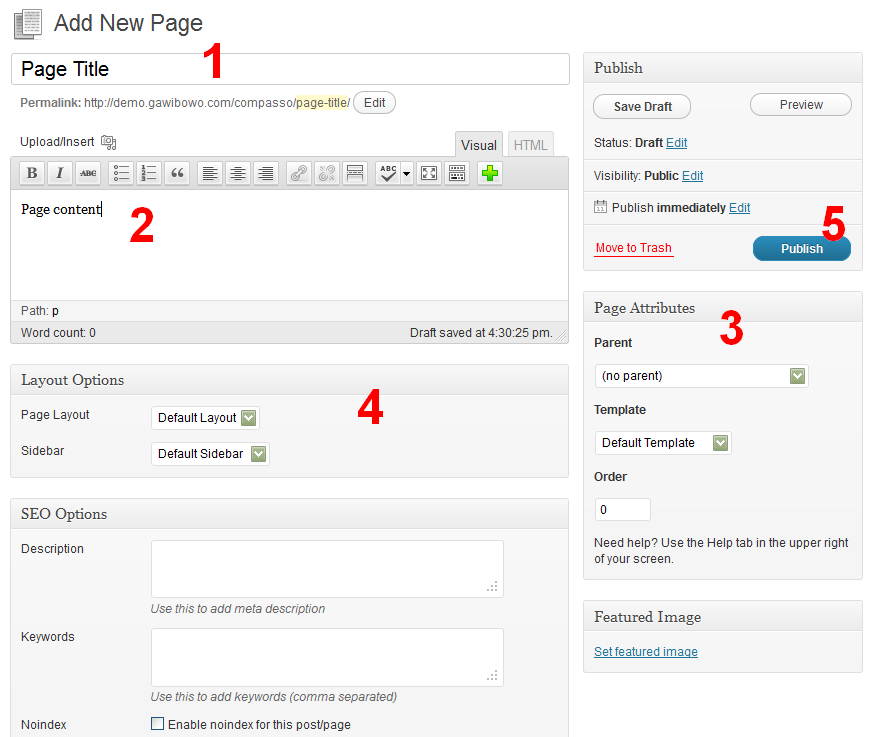 Add New Page
1
Page Title
Permalink: http://demo.gawibowo.com/compasso/page-title/ Edit
Upload/Insert
Visual HTML
B I ABC ABC
Page content
2
Path: p
Word count: 0 Draft saved at 4:30:25 pm.
Layout Options
4
Page Layout Default Layout
Sidebar Default Sidebar
SEO Options
Description
Use this to add meta description
Keywords
Use this to add keywords (comma separated)
Noindex Enable noindex for this post/page
Publish
Save Draft Preview
Status: Draft Edit
Visibility: Public Edit
Publish immediately Edit
5
Move to Trash Publish
Page Attributes
3
Parent
(no parent)
Template
Default Template
Order
0
Need help? Use the Help tab in the upper right
of your screen.
Featured Image
Set featured image